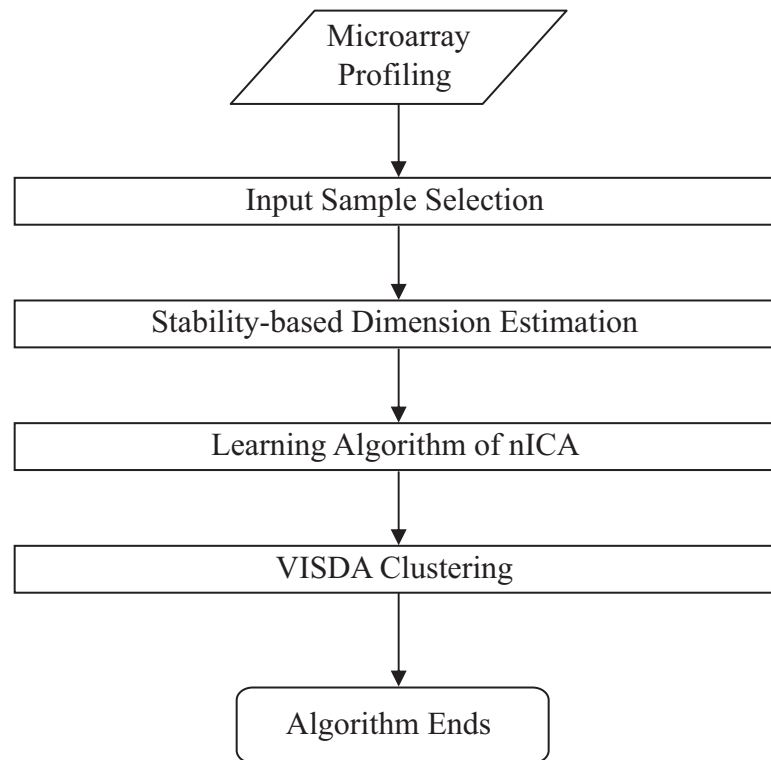 Microarray
Profiling
Input Sample Selection
Stability-based Dimension Estimation
Learning Algorithm of nICA
VISDA Clustering
Algorithm Ends